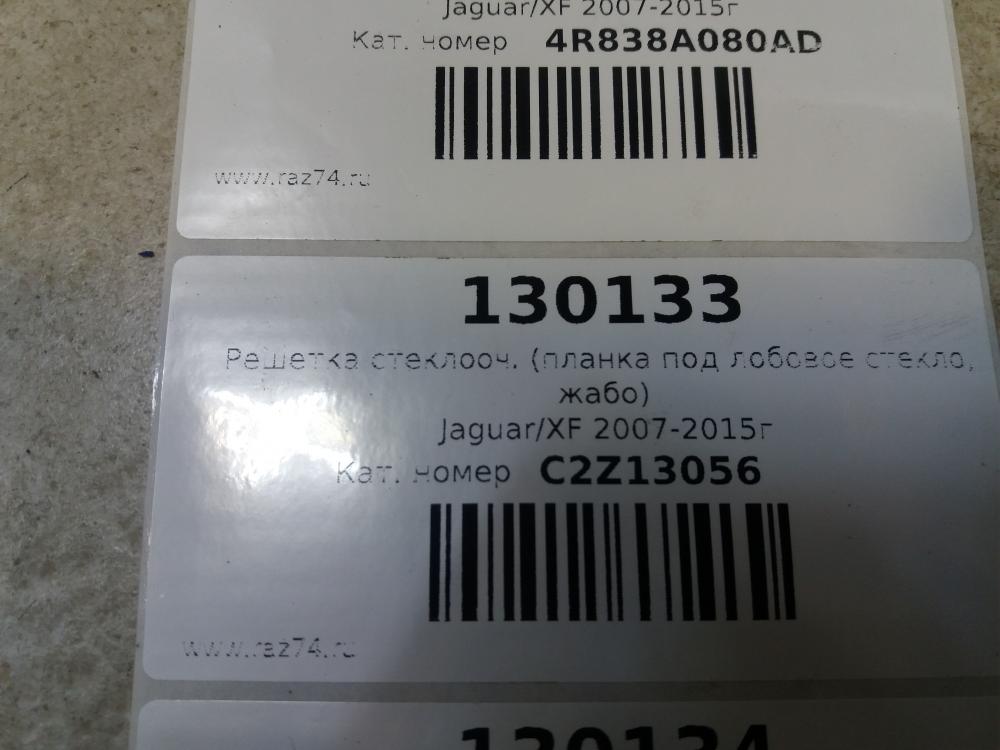 Jaguar/XF 2007-2015г
Кат. номер 4R838A080AD
www.raz74.ru
130133
Решетка стеклооч. (планка под лобовое стекло,
жабо)
Jaguar/XF 2007-2015г
Кат. номер C2Z13056
www.raz74.ru
130134